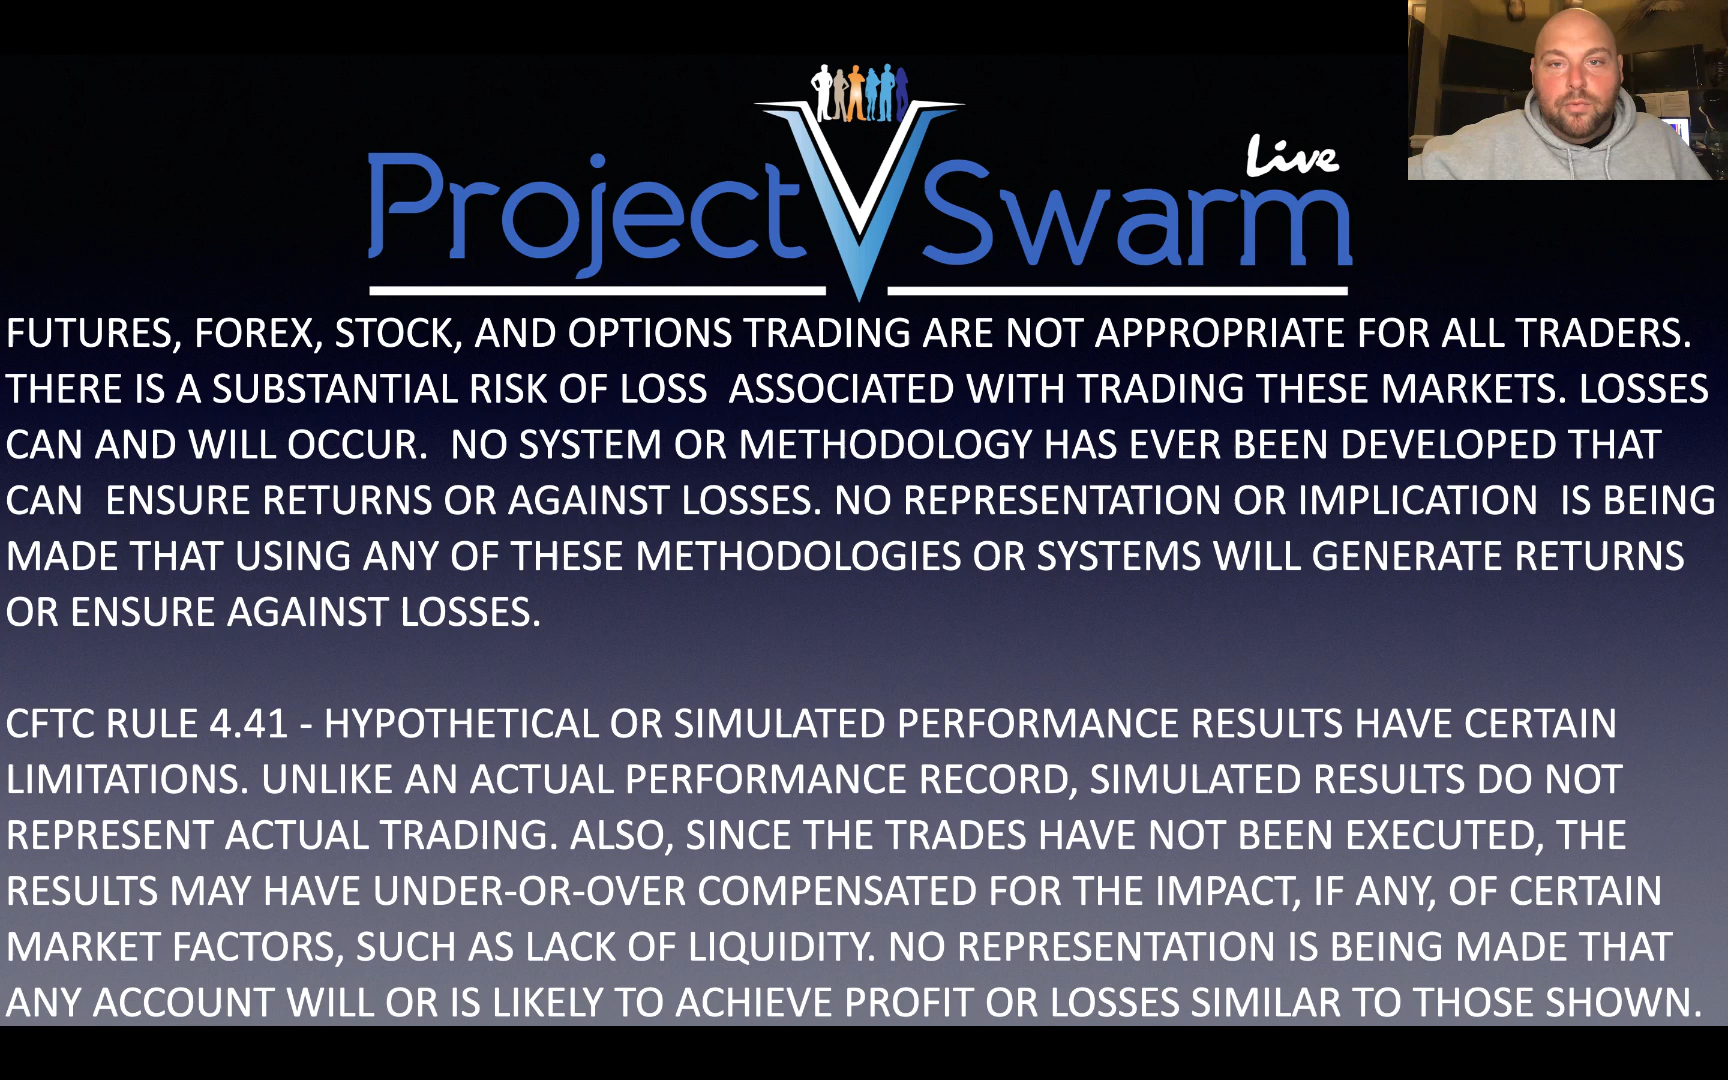 Live
Project V Swarm
FUTURES, FOREX, STOCK, AND OPTIONS TRADING ARE NOT APPROPRIATE FOR ALL TRADERS.
THERE IS A SUBSTANTIAL RISK OF LOSS  ASSOCIATED WITH TRADING THESE MARKETS. LOSSES
CAN AND WILL OCCUR.  NO SYSTEM OR METHODOLOGY HAS EVER BEEN DEVELOPED THAT
CAN  ENSURE RETURNS OR AGAINST LOSSES. NO REPRESENTATION OR IMPLICATION  IS BEING
MADE THAT USING ANY OF THESE METHODOLOGIES OR SYSTEMS WILL GENERATE RETURNS
OR ENSURE AGAINST LOSSES.
CFTC RULE 4.41 - HYPOTHETICAL OR SIMULATED PERFORMANCE RESULTS HAVE CERTAIN
LIMITATIONS. UNLIKE AN ACTUAL PERFORMANCE RECORD, SIMULATED RESULTS DO NOT
REPRESENT ACTUAL TRADING. ALSO, SINCE THE TRADES HAVE NOT BEEN EXECUTED, THE
RESULTS MAY HAVE UNDER-OR-OVER COMPENSATED FOR THE IMPACT, IF ANY, OF CERTAIN
MARKET FACTORS, SUCH AS LACK OF LIQUIDITY. NO REPRESENTATION IS BEING MADE THAT
ANY ACCOUNT WILL OR IS LIKELY TO ACHIEVE PROFIT OR LOSSES SIMILAR TO THOSE SHOWN.